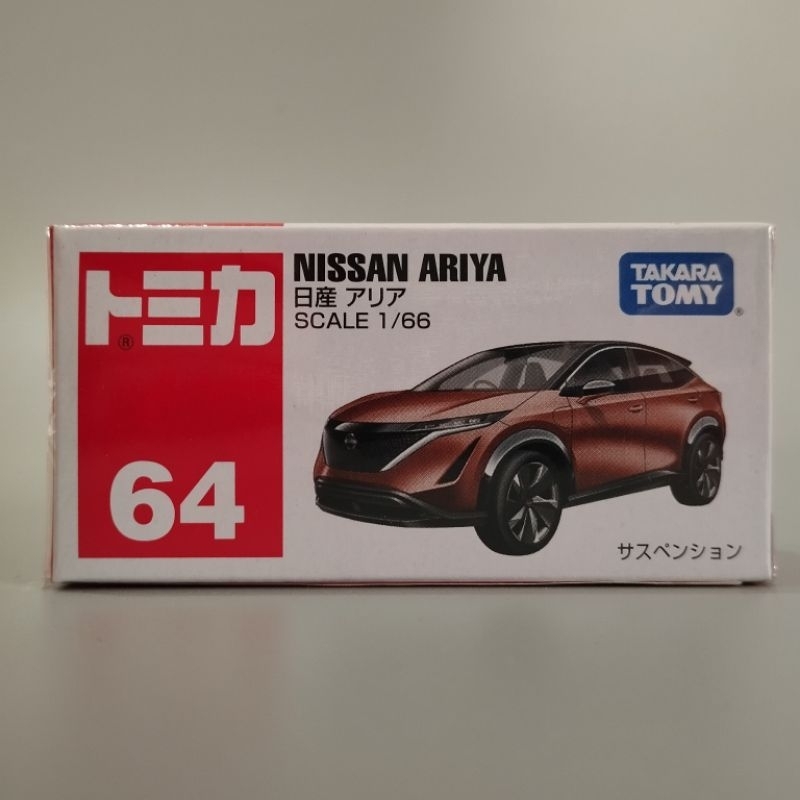 トミカ
®
64
NISSAN ARIYA
日産 アリア
SCALE 1/66
TAKARA
TOMY
®
サスペンション